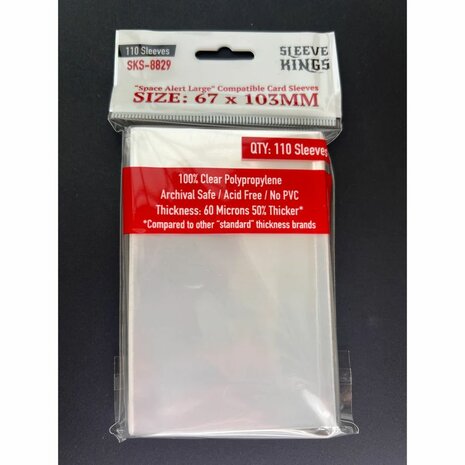 110 Sleeves
SKS-8829
SLEEVE
KINGS
"Space Alert Large" Compatible Card Sleeves
SIZE: 67 x 103MM
QTY: 110 Sleeves
100% Clear Polypropylene
Archival Safe / Acid Free / No PVC
Thickness: 60 Microns 50% Thicker*
*Compared to other "standard" thickness brands